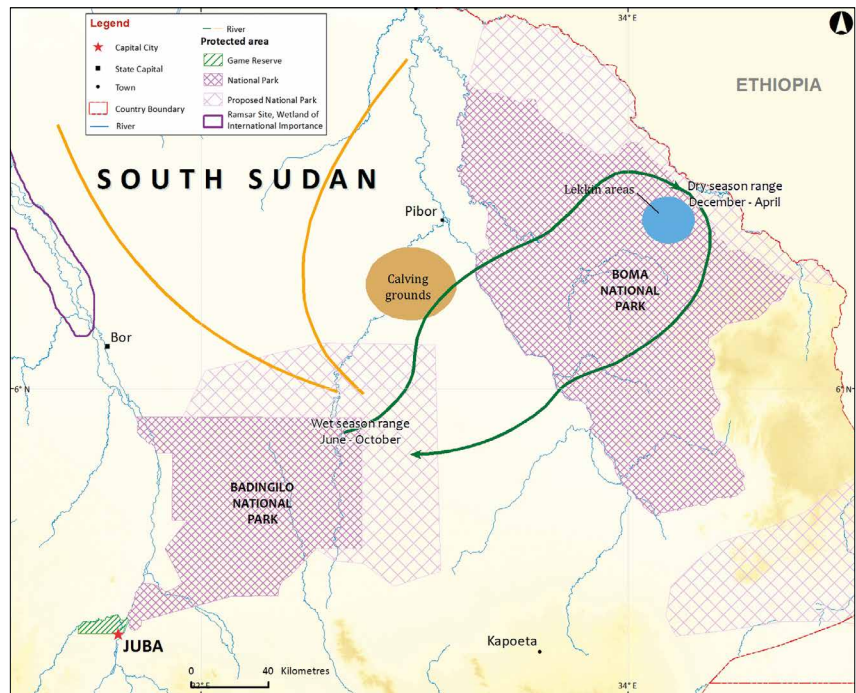 Legend
Capital City
State Capital
Town
Country Boundary
River
River
Protected area
Game Reserve
National Park
Proposed National Park
Ramsar Site, Wetland of
International Importance
34°E
ETHIOPIA
SOUTH SUDAN
Pibor
Lekkin areas
Dry season range
December - April
Calving
grounds
BOMA
NATIONAL
PARK
Bor
6°N
6°N
Wet season range
June - October
BADINGILO
NATIONAL
PARK
JUBA
Kapoeta
0 40 Kilometres
34°E